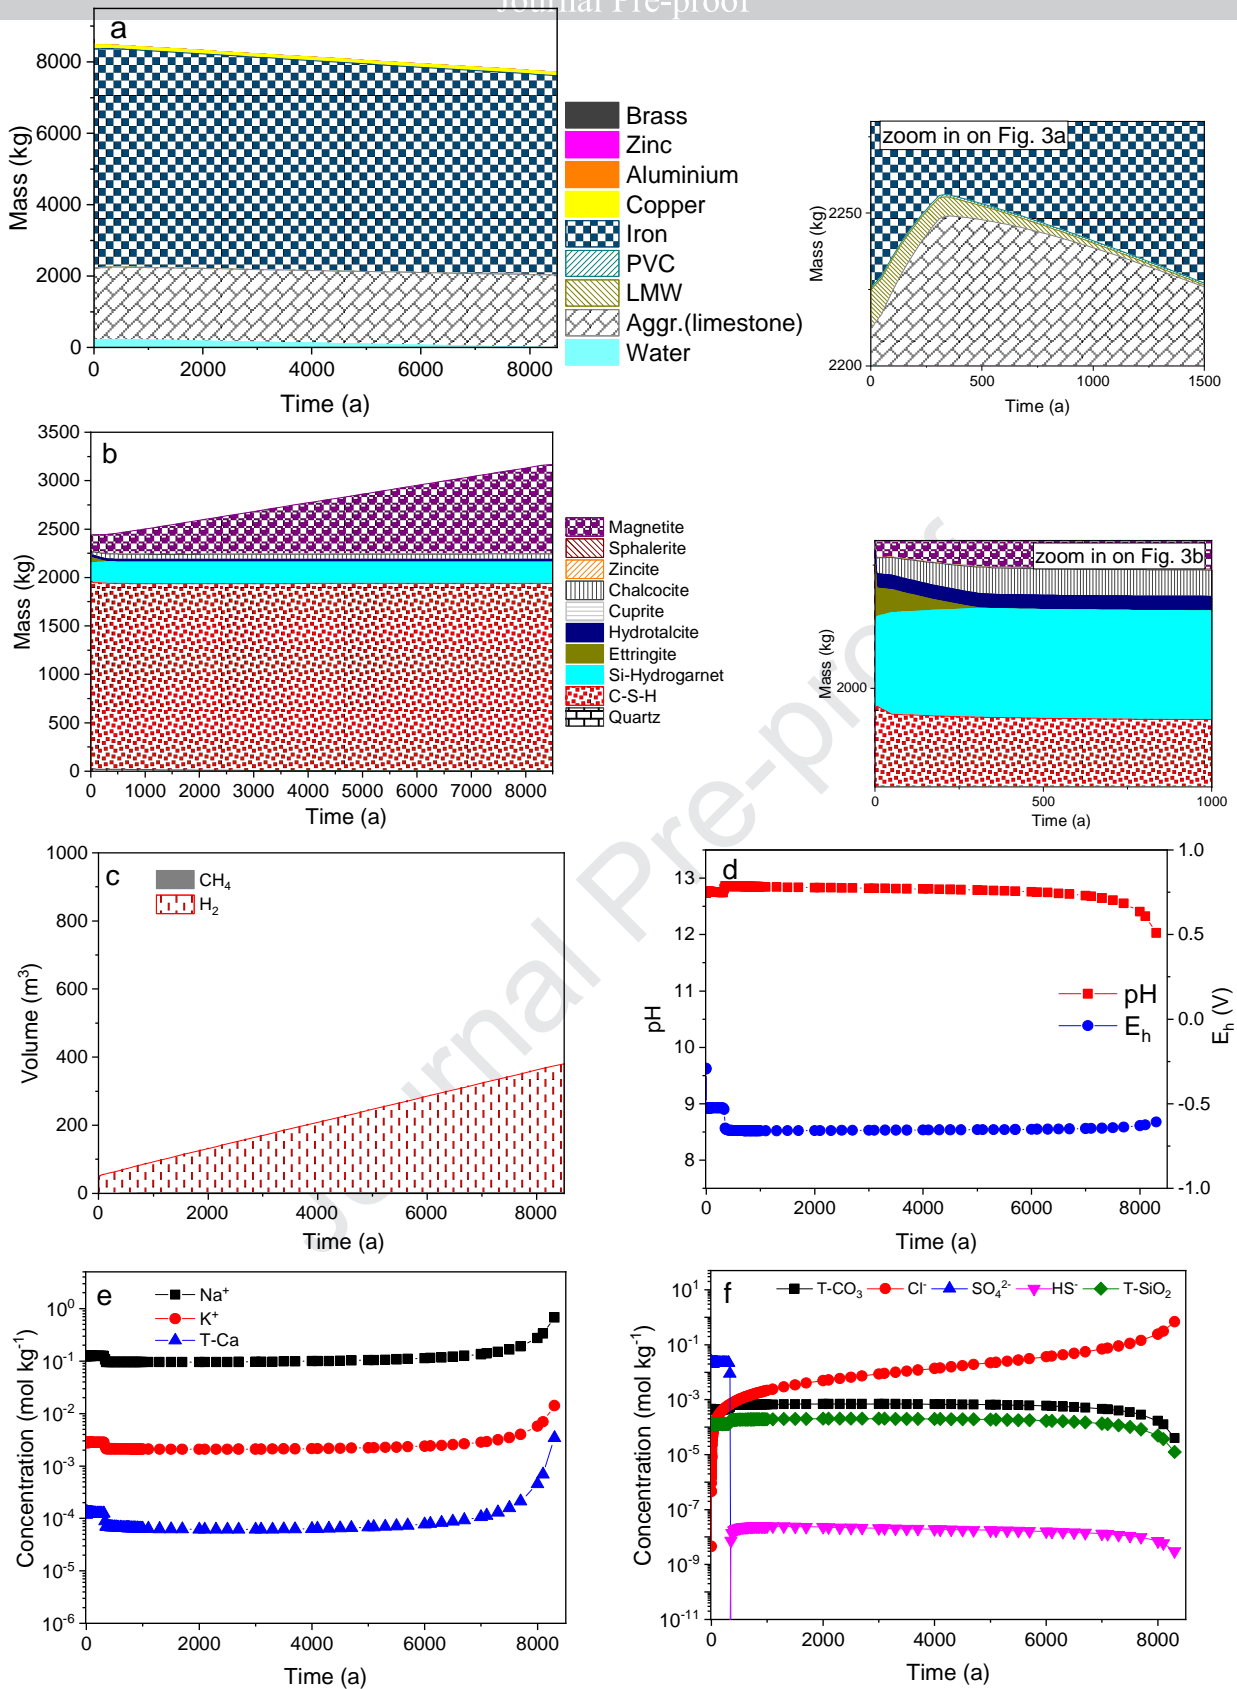 Journal Pre-proof
a
8000
6000
4000
2000
0
Mass (kg)
0 2000 4000 6000 8000
Time (a)
Brass
Zinc
Aluminium
Copper
Iron
PVC
LMW
Aggr.(limestone)
Water
zoom in on Fig. 3a
2250
2200
Mass (kg)
0 500 1000 1500
Time (a)
b
3500
3000
2500
2000
1500
1000
500
0
Mass (kg)
0 1000 2000 3000 4000 5000 6000 7000 8000
Time (a)
Magnetite
Sphalerite
Zincite
Chalcocite
Cuprite
Hydrotalcite
Ettringite
Si-Hydrogarnet
C-S-H
Quartz
zoom in on Fig. 3b
2000
Mass (kg)
0 500 1000
Time (a)
c
CH₄
H₂
1000
800
600
400
200
0
Volume (m³)
0 2000 4000 6000 8000
Time (a)
d
13
12
11
10
9
8
pH
1.0
0.5
0.0
-0.5
-1.0
E_h (V)
pH
E_h
0 2000 4000 6000 8000
Time (a)
e
Na⁺
K⁺
T-Ca
10⁰
10⁻¹
10⁻²
10⁻³
10⁻⁴
10⁻⁵
10⁻⁶
Concentration (mol kg⁻¹)
0 2000 4000 6000 8000
Time (a)
f
T-CO₃ Cl⁻ SO₄²⁻ HS⁻ T-SiO₂
10¹
10⁻¹
10⁻³
10⁻⁵
10⁻⁷
10⁻⁹
10⁻¹¹
Concentration (mol kg⁻¹)
0 2000 4000 6000 8000
Time (a)
Journal Pre-proof